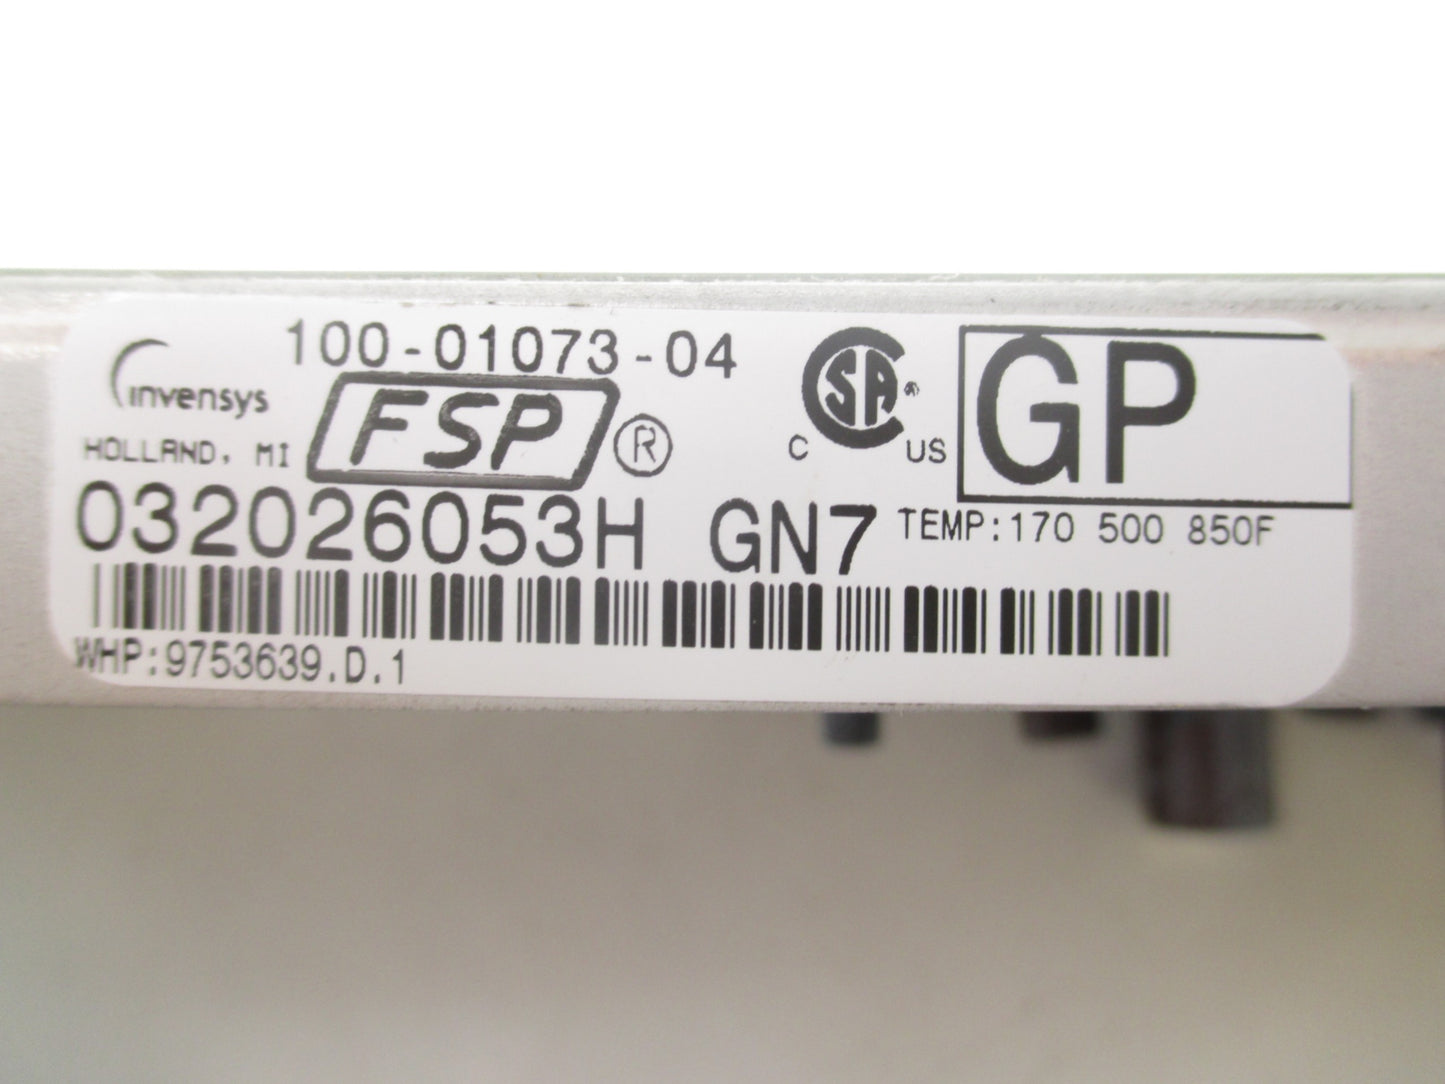 100-01073-04
invensys
HOLLAND, MI
FSP ®
SA
C US
GP
032026053H GN7
TEMP:170 500 850F
WHP:9753639.D.1